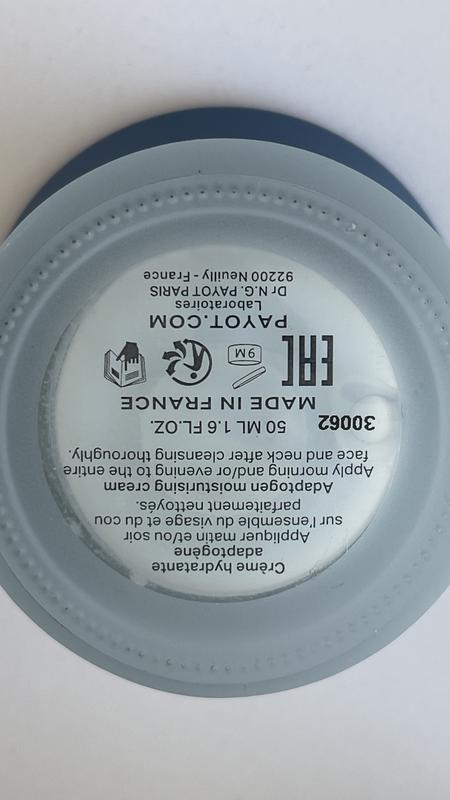 Crème hydratante
adaptogène
Appliquer matin et/ou soir
sur l'ensemble du visage et du cou
parfaitement nettoyés.
Adaptogen moisturising cream
Apply morning and/or evening to the entire
face and neck after cleansing thoroughly.
30062 50 ML 1.6 FL.OZ.
MADE IN FRANCE
EAC 9M
PAYOT.COM
Laboratoires
Dr N.G. PAYOT PARIS
92200 Neuilly - France